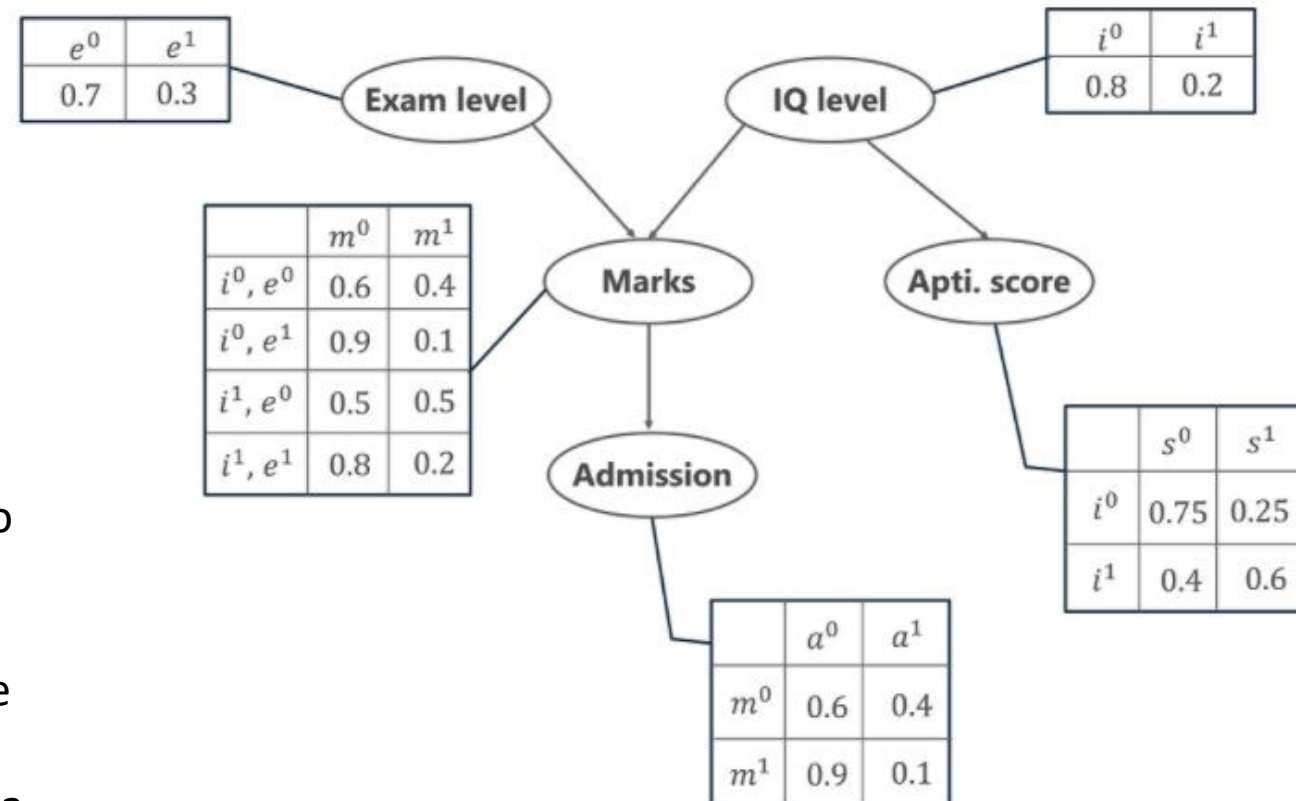 e⁰ e¹
0.7 0.3
Exam level
IQ level
i⁰ i¹
0.8 0.2
m⁰ m¹
i⁰, e⁰ 0.6 0.4
i⁰, e¹ 0.9 0.1
i¹, e⁰ 0.5 0.5
i¹, e¹ 0.8 0.2
Marks
Apti. score
Admission
s⁰ s¹
i⁰ 0.75 0.25
i¹ 0.4 0.6
a⁰ a¹
m⁰ 0.6 0.4
m¹ 0.9 0.1